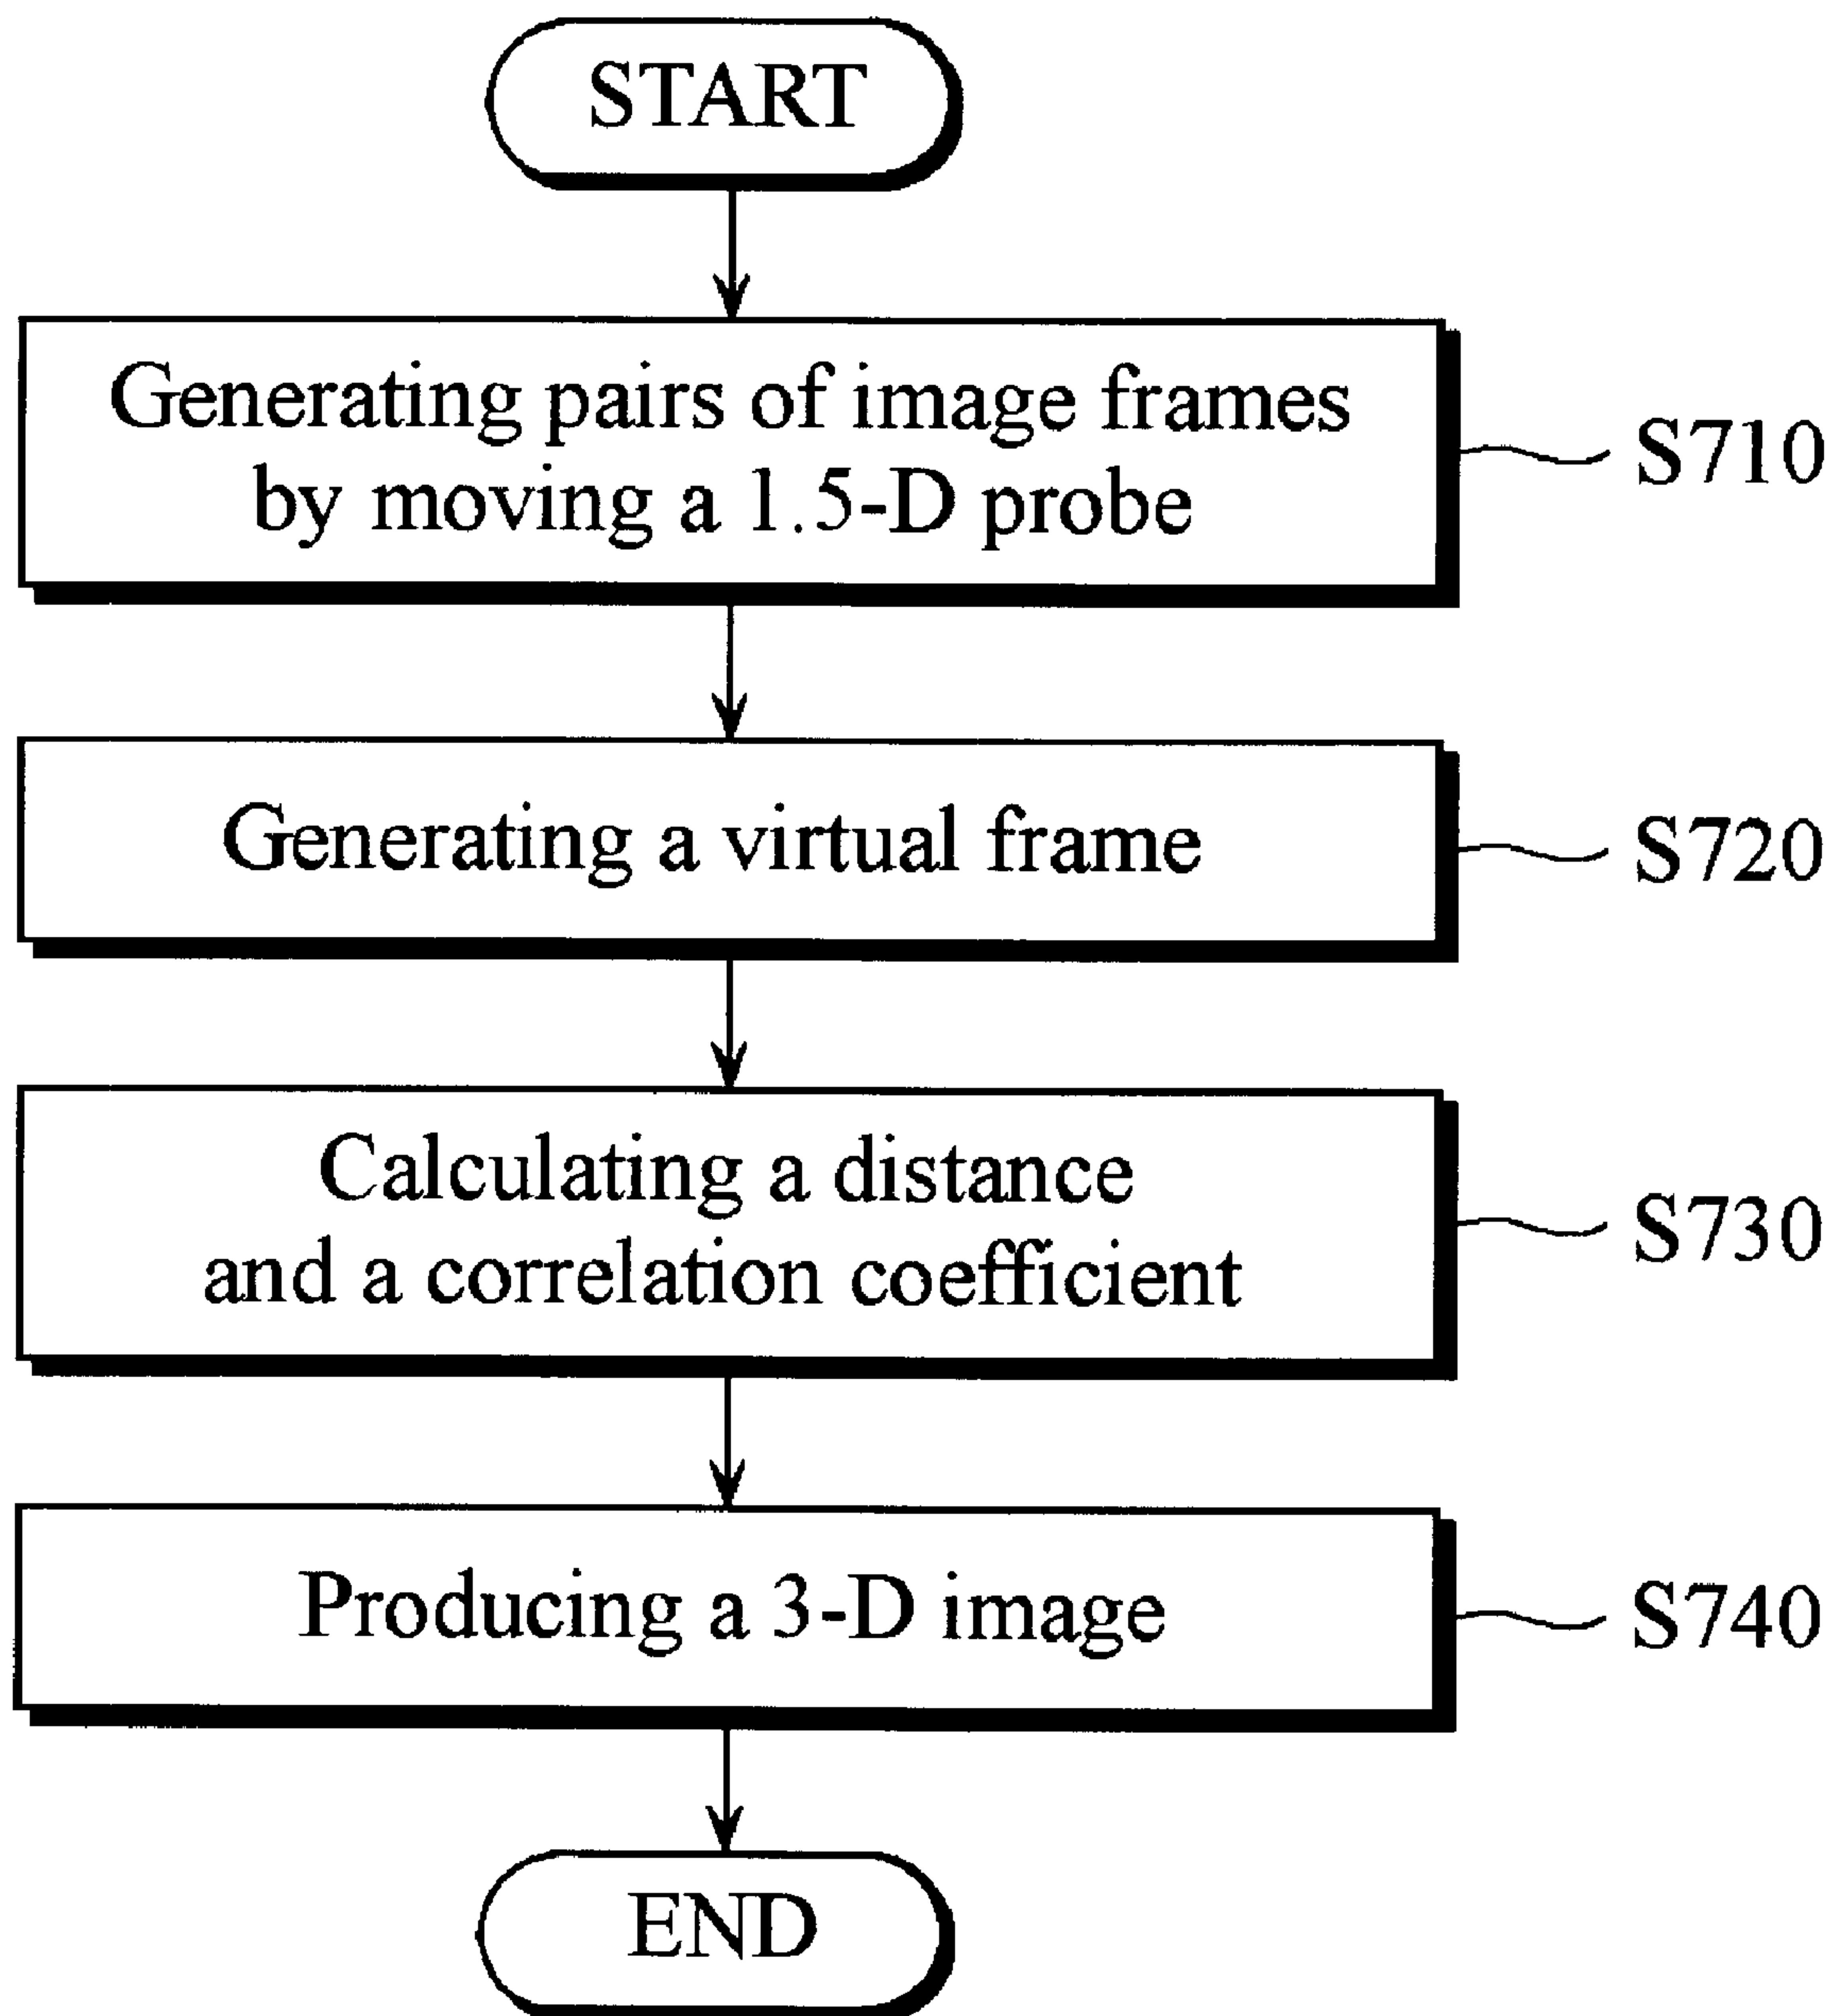 START
Generating pairs of image frames
by moving a 1.5-D probe
S710
Generating a virtual frame
S720
Calculating a distance
and a correlation coefficient
S730
Producing a 3-D image
S740
END